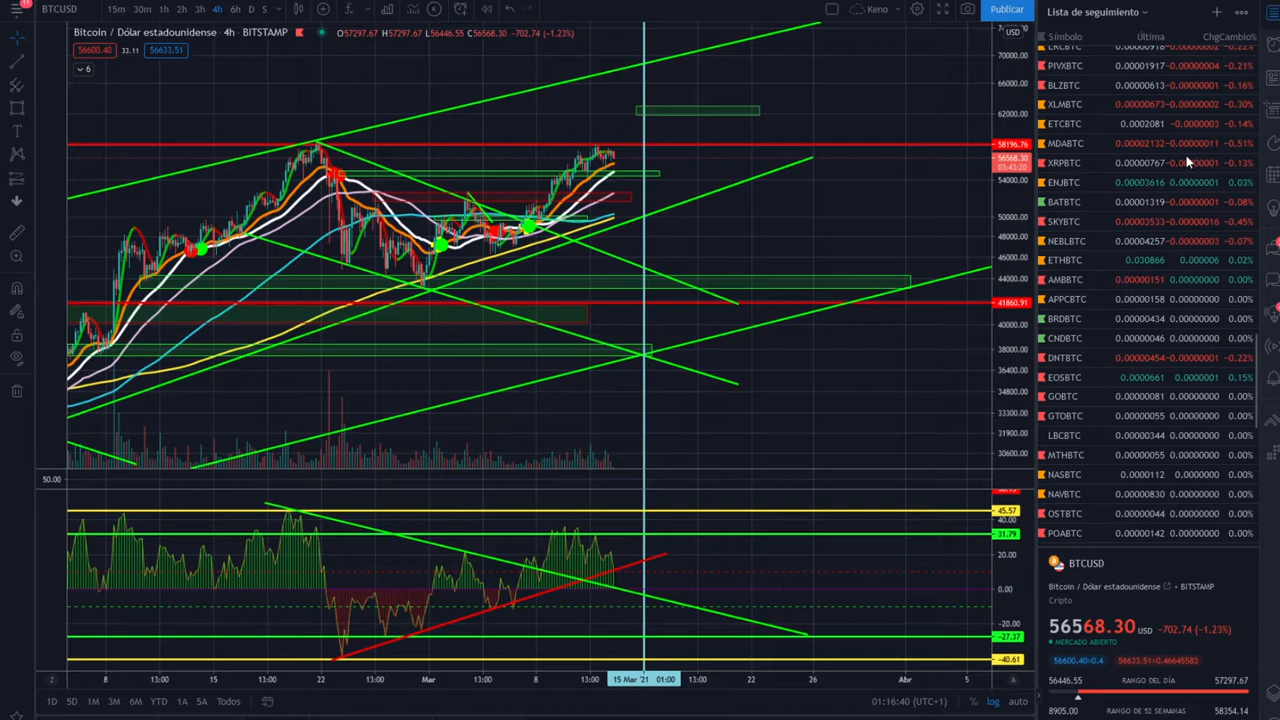 11
BTCUSD 15m 30m 1h 2h 3h 4h 6h D S Keno Publicar
Bitcoin / Dólar estadounidense · 4h · BITSTAMP O57297.67 H57297.67 L56446.55 C56568.30 -702.74 (-1.23%)
56600.40 33.11 56633.51
6
USD
70000.00
66000.00
62000.00
58196.76
56568.30
03:43:20
54000.00
50000.00
48000.00
46000.00
44000.00
41860.91
40000.00
38000.00
36400.00
34800.00
33300.00
31900.00
30600.00
50.00
45.57
40.00
31.79
20.00
0.00
-20.00
-27.37
-40.61
Z 8 13:00 15 13:00 22 13:00 Mar 13:00 8 13:00 15 Mar '21 01:00 13:00 22 26 Abr 5 A
1D 5D 1M 3M 6M YTD 1A 5A Todos 01:16:40 (UTC+1) % log auto
Lista de seguimiento
Símbolo Última Chg Cambio%
LRCBTC 0.00000918 -0.22%
PIVXBTC 0.00001917 -0.00000004 -0.21%
BLZBTC 0.00000613 -0.00000001 -0.16%
XLMBTC 0.00000673 -0.00000002 -0.30%
ETCBTC 0.0002081 -0.0000003 -0.14%
MDABTC 0.00002132 -0.00000011 -0.51%
XRPBTC 0.00000767 -0.00000001 -0.13%
ENJBTC 0.00003616 0.00000001 0.03%
BATBTC 0.00001319 -0.00000001 -0.08%
SKYBTC 0.00003533 -0.00000016 -0.45%
NEBLBTC 0.00004257 -0.00000003 -0.07%
ETHBTC 0.030866 0.000006 0.02%
AMBBTC 0.00000151 0.00000000 0.00%
APPCBTC 0.00000158 0.00000000 0.00%
BRDBTC 0.00000434 0.00000000 0.00%
CNDBTC 0.00000046 0.00000000 0.00%
DNTBTC 0.00000454 -0.00000001 -0.22%
EOSBTC 0.0000661 0.0000001 0.15%
GOBTC 0.00000081 0.00000000 0.00%
GTOBTC 0.00000055 0.00000000 0.00%
LBCBTC 0.00000344 0.00000000 0.00%
MTHBTC 0.00000055 0.00000000 0.00%
NASBTC 0.0000112 0.0000000 0.00%
NAVBTC 0.00000830 0.00000000 0.00%
OSTBTC 0.00000044 0.00000000 0.00%
POABTC 0.00000142 0.00000000 0.00%
BTCUSD
Bitcoin / Dólar estadounidense • BITSTAMP
Cripto
56568.30 USD -702.74 (-1.23%)
MERCADO ABIERTO
56600.40×0.4 56633.51×0.46645583
56446.55 RANGO DEL DÍA 57297.67
8905.00 RANGO DE 52 SEMANAS 58354.14